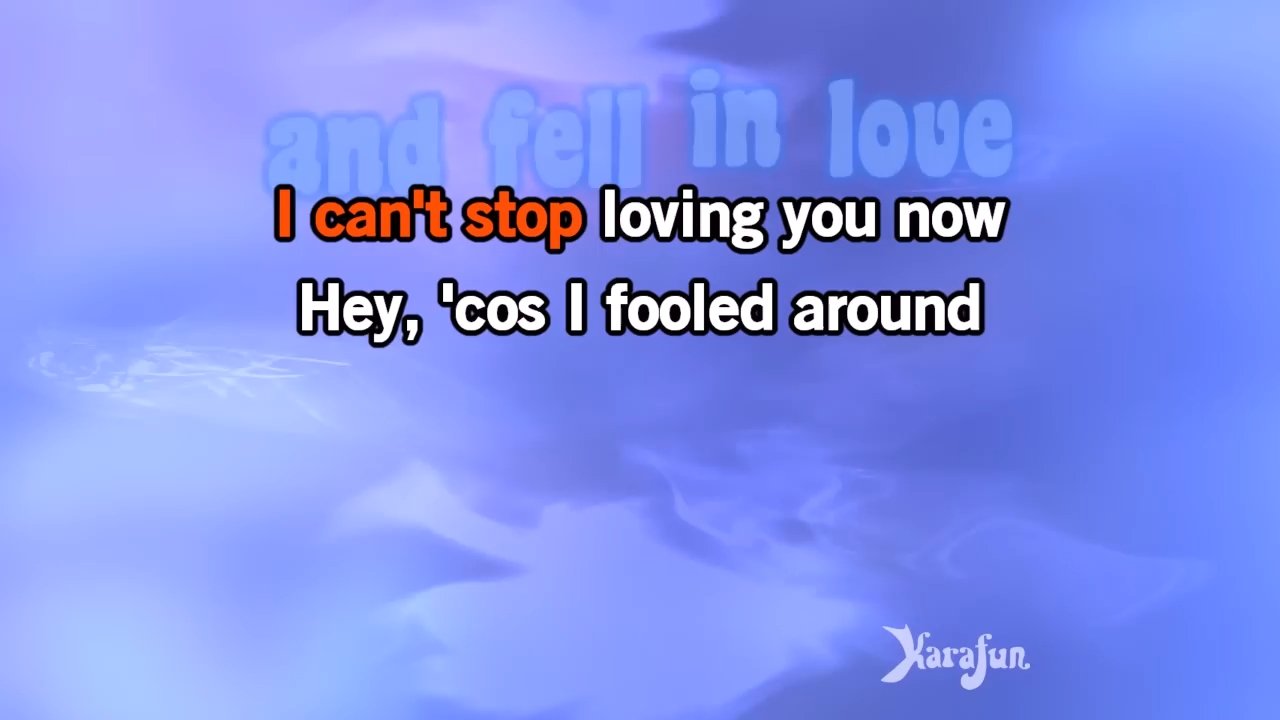 and fell in love
I can't stop loving you now
Hey, 'cos I fooled around
Karafun